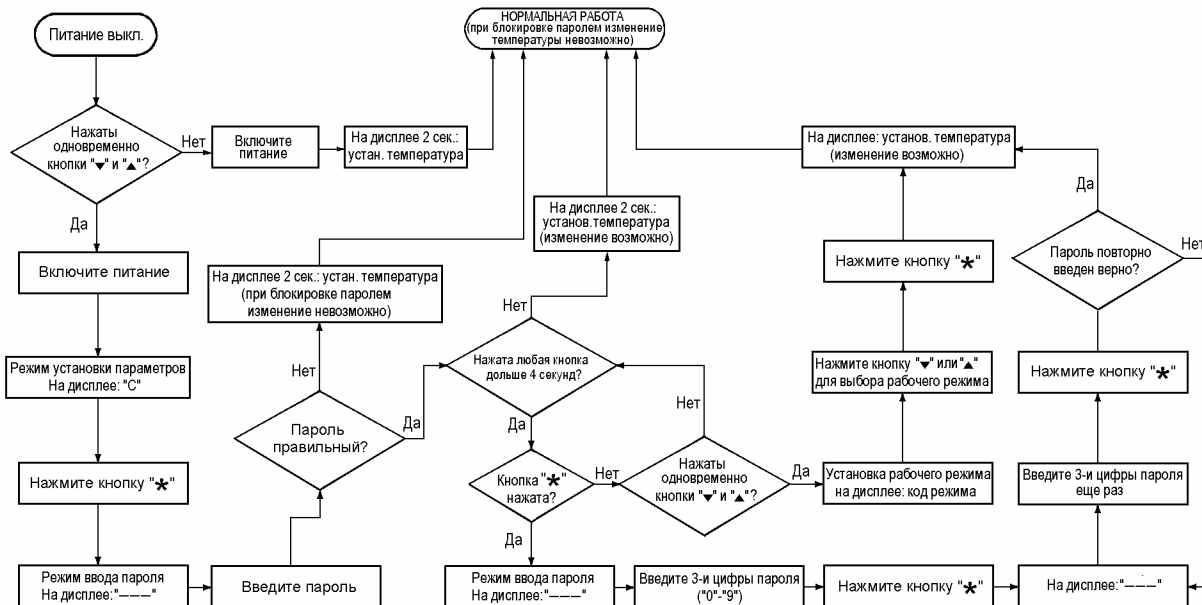 Питание выкл.
НОРМАЛЬНАЯ РАБОТА
(при блокировке паролем изменение
температуры невозможно)
Нажаты
одновременно
кнопки "▼" и "▲"?
Нет
Включите
питание
На дисплее 2 сек.:
устан. температура
Да
Включите питание
Режим установки параметров
На дисплее: "С"
Нажмите кнопку "*"
Режим ввода пароля
На дисплее:"———"
Введите пароль
Пароль
правильный?
Нет
На дисплее 2 сек.: устан. температура
(при блокировке паролем
изменение невозможно)
Да
Нажата любая кнопка
дольше 4 секунд?
Нет
На дисплее 2 сек.:
установ.температура
(изменение возможно)
Да
Кнопка "*"
нажата?
Нет
Нажаты
одновременно
кнопки "▼" и "▲"?
Нет
Да
Установка рабочего режима
на дисплее: код режима
Нажмите кнопку "▼" или "▲"
для выбора рабочего режима
Нажмите кнопку "*"
На дисплее: установ. температура
(изменение возможно)
Да
Режим ввода пароля
На дисплее:"———"
Введите 3-и цифры пароля
("0"-"9")
Нажмите кнопку "*"
На дисплее:"———"
Введите 3-и цифры пароля
еще раз
Нажмите кнопку "*"
Пароль повторно
введен верно?
Да
Нет